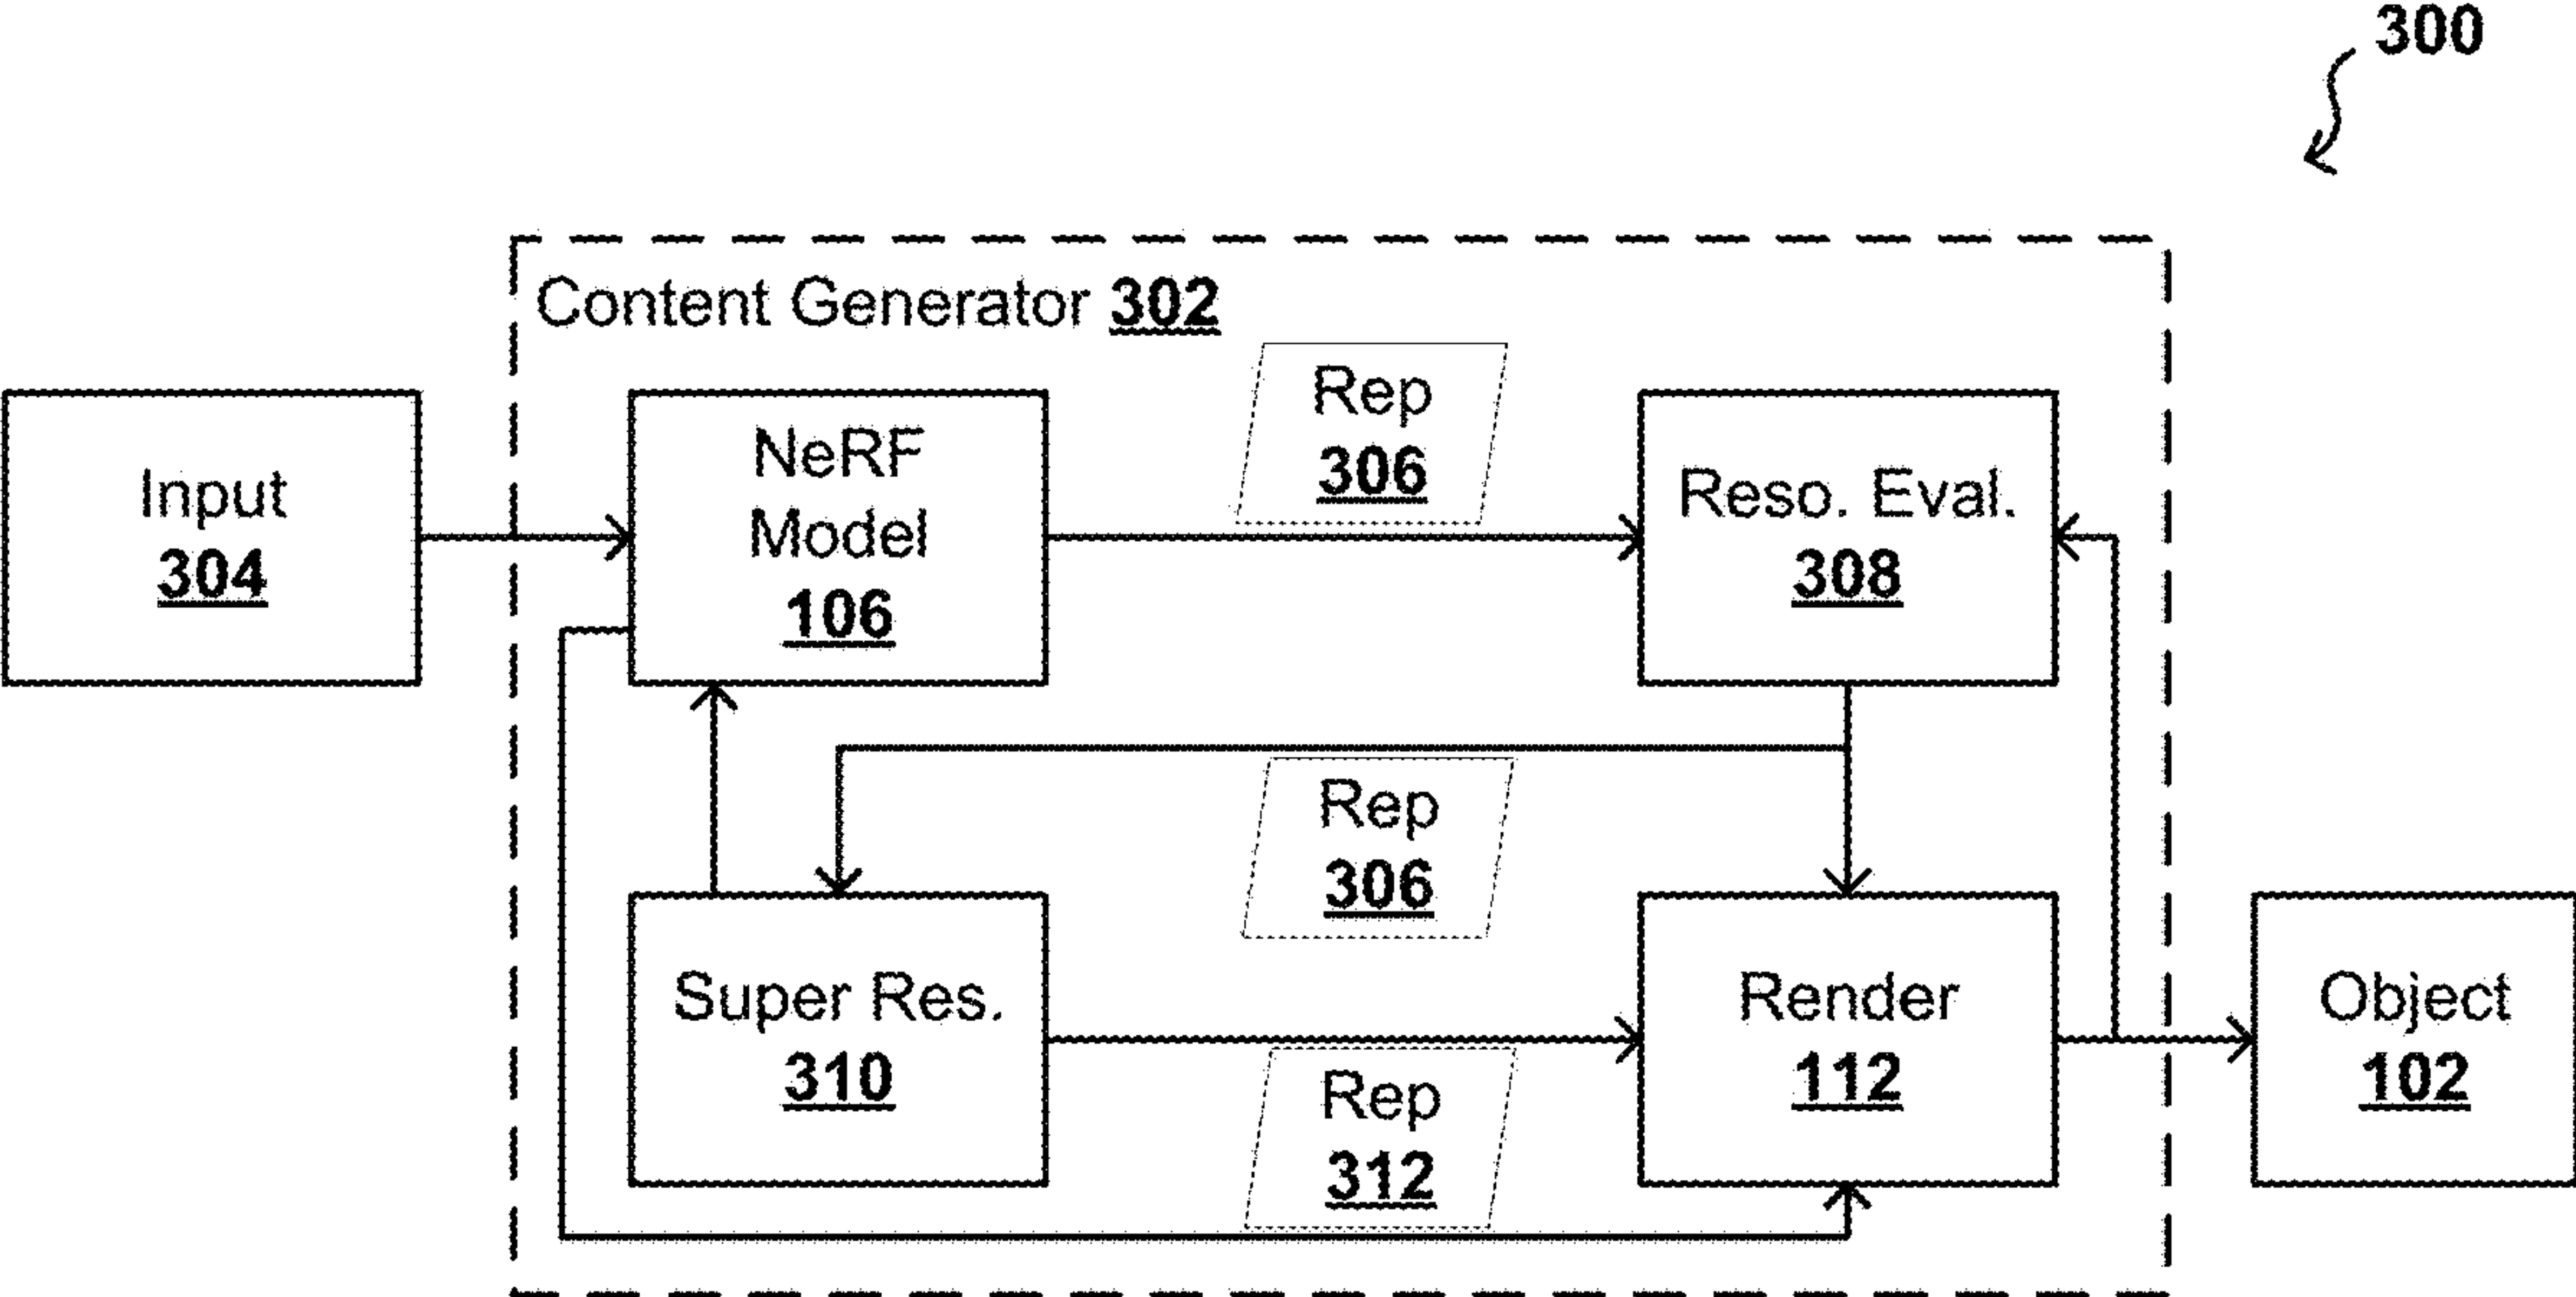 300
Content Generator 302
Input
304
NeRF
Model
106
Rep
306
Reso. Eval.
308
Rep
306
Super Res.
310
Rep
312
Render
112
Object
102